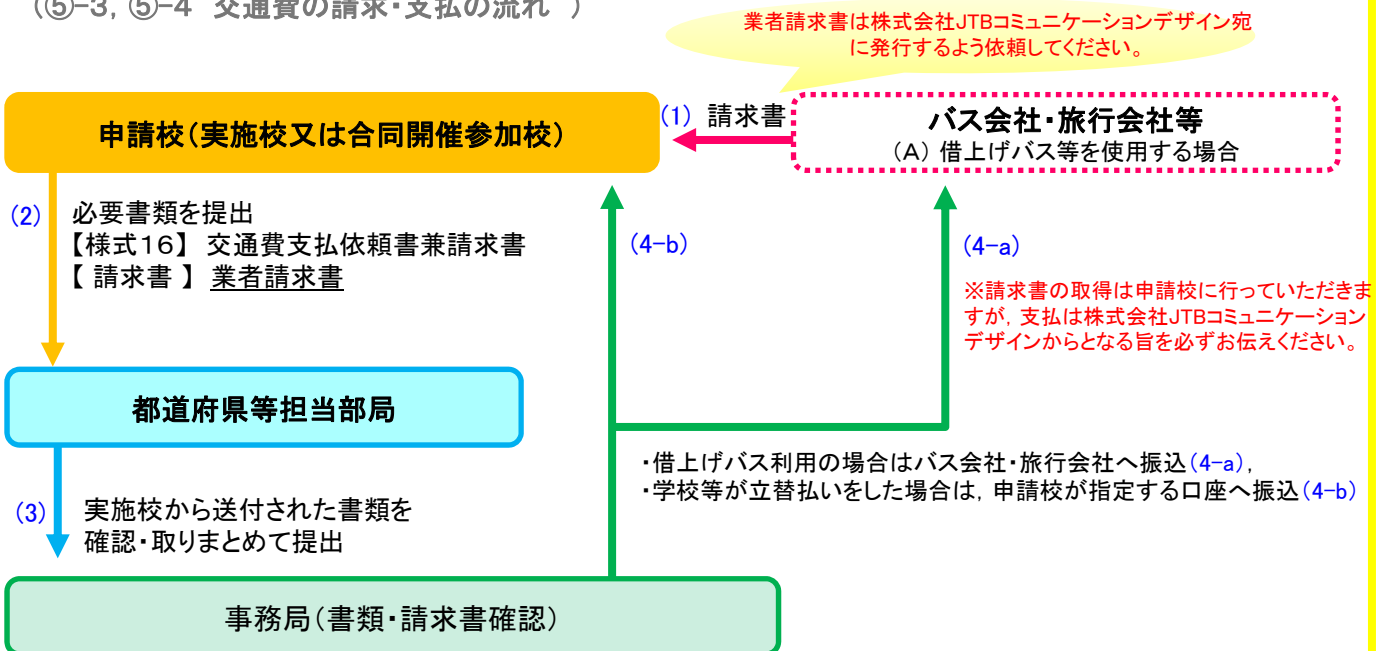 (⑤-3, ⑤-4 交通費の請求・支払の流れ )
業者請求書は株式会社JTBコミュニケーションデザイン宛
に発行するよう依頼してください。
申請校(実施校又は合同開催参加校)
(1) 請求書
バス会社・旅行会社等
(A) 借上げバス等を使用する場合
(2)
必要書類を提出
【様式16】 交通費支払依頼書兼請求書
【 請求書 】 業者請求書
(4-b)
(4-a)
※請求書の取得は申請校に行っていただきま
すが, 支払は株式会社JTBコミュニケーション
デザインからとなる旨を必ずお伝えください。
都道府県等担当部局
・借上げバス利用の場合はバス会社・旅行会社へ振込(4-a),
・学校等が立替払いをした場合は, 申請校が指定する口座へ振込(4-b)
(3)
実施校から送付された書類を
確認・取りまとめて提出
事務局(書類・請求書確認)